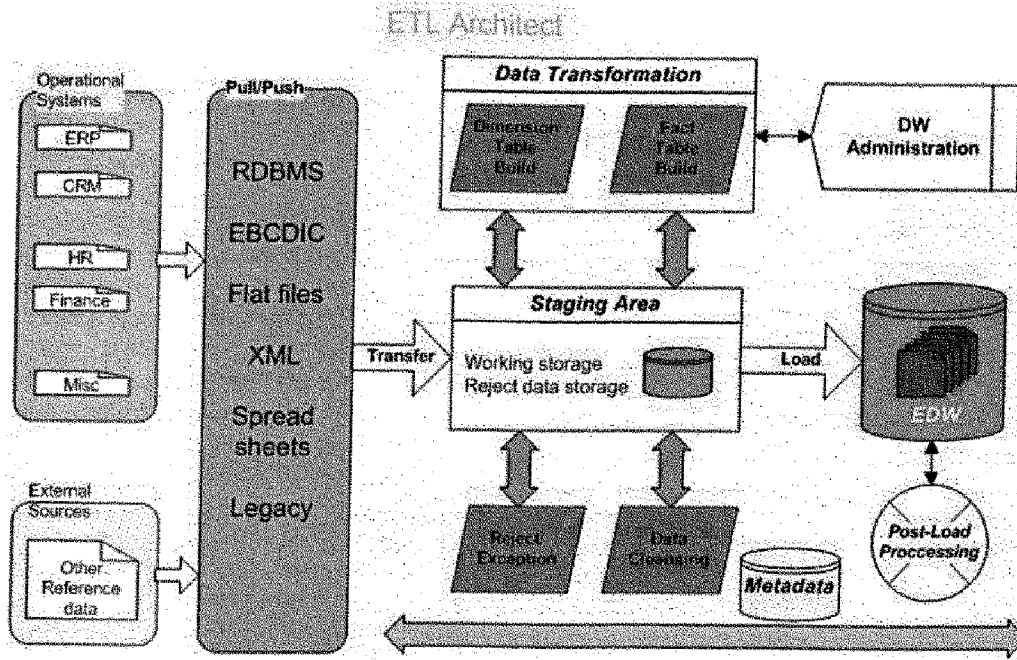 ETL Architect
Operational
Systems
ERP
CRM
HR
Finance
Misc
External
Sources
Other
Reference
data
Pull/Push
RDBMS
EBCDIC
Flat files
XML
Spread
sheets
Legacy
Transfer
Data Transformation
Dimension
Table
Build
Fact
Table
Build
DW
Administration
Staging Area
Working storage
Reject data storage
Load
EDW
Reject
Exception
Data
Cleansing
Metadata
Post-Load
Proccessing